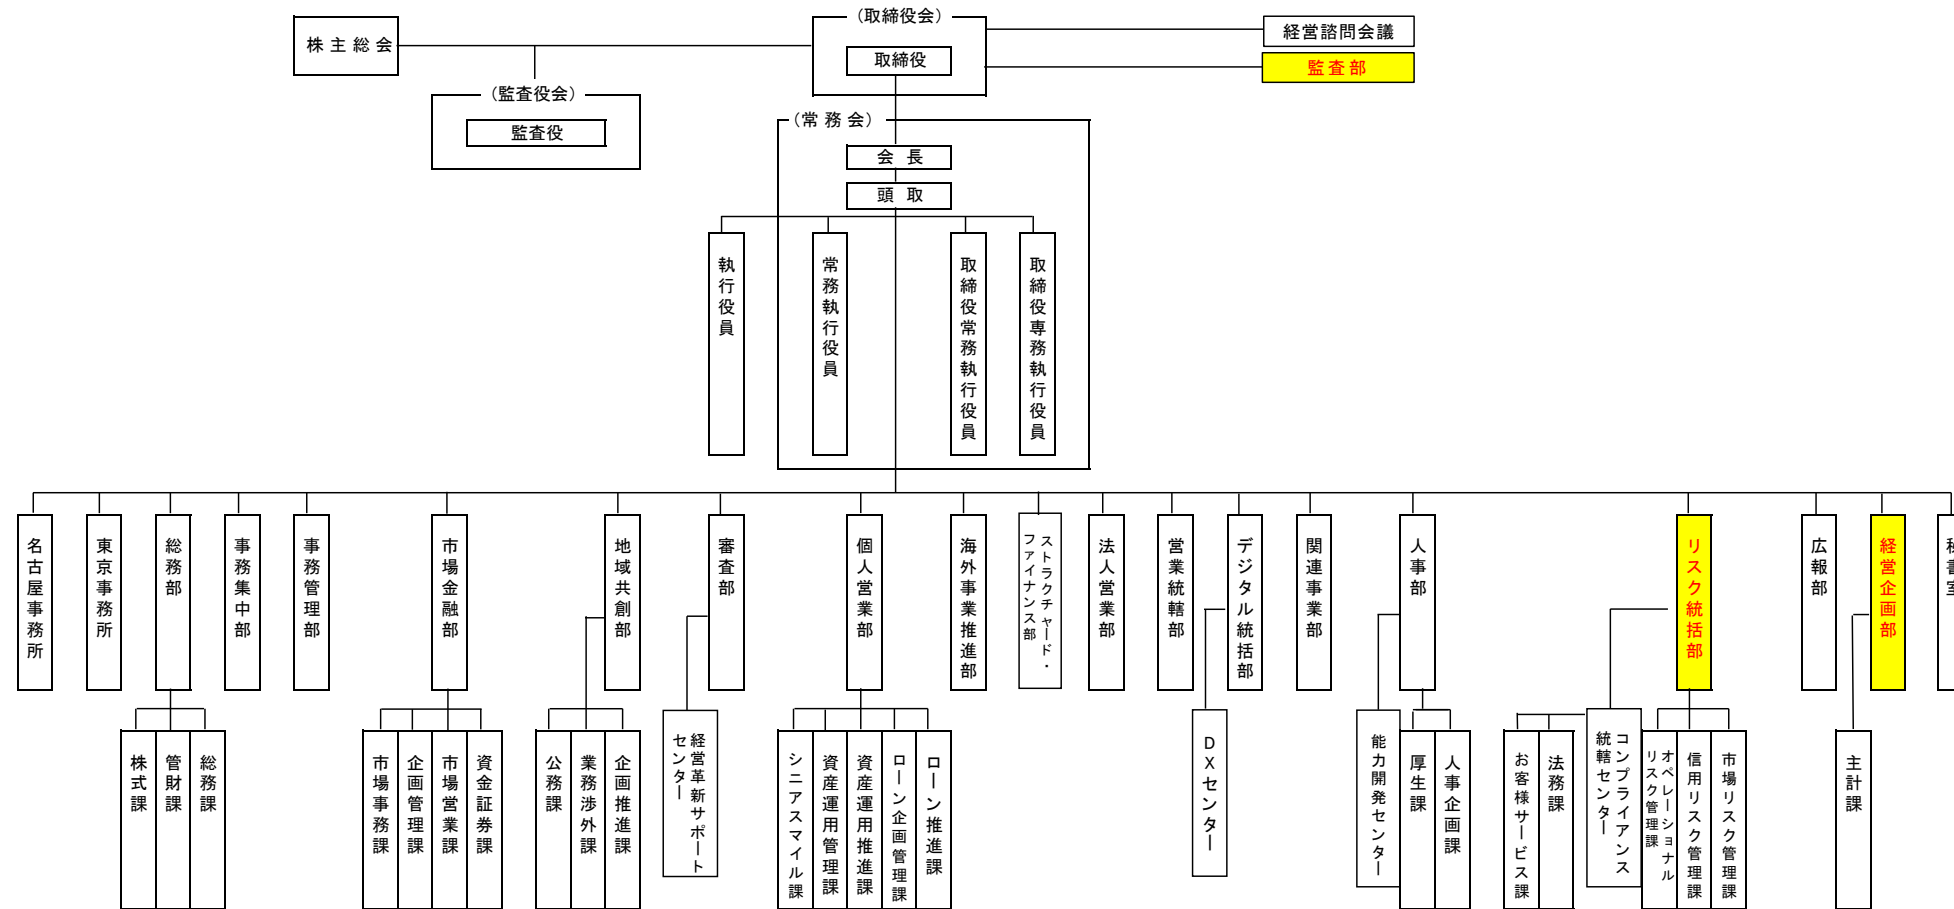 株主総会
（取締役会）
取締役
経営諮問会議
監査部
（監査役会）
監査役
（常務会）
会長
頭取
執行役員
常務執行役員
取締役常務執行役員
取締役専務執行役員
名古屋事務所
東京事務所
総務部
事務集中部
事務管理部
市場金融部
地域共創部
審査部
個人営業部
海外事業推進部
ストラクチャード・
ファイナンス部
法人営業部
営業統轄部
デジタル統括部
関連事業部
人事部
リスク統括部
広報部
経営企画部
株式課
管財課
総務課
市場事務課
企画管理課
市場営業課
資金証券課
公務課
業務渉外課
企画推進課
経営革新サポート
センター
シニアスマイル課
資産運用管理課
資産運用推進課
ローン企画管理課
ローン推進課
DXセンター
能力開発センター
厚生課
人事企画課
お客様サービス課
法務課
コンプライアンス
統轄センター
オペレーショナル
リスク管理課
信用リスク管理課
市場リスク管理課
主計課